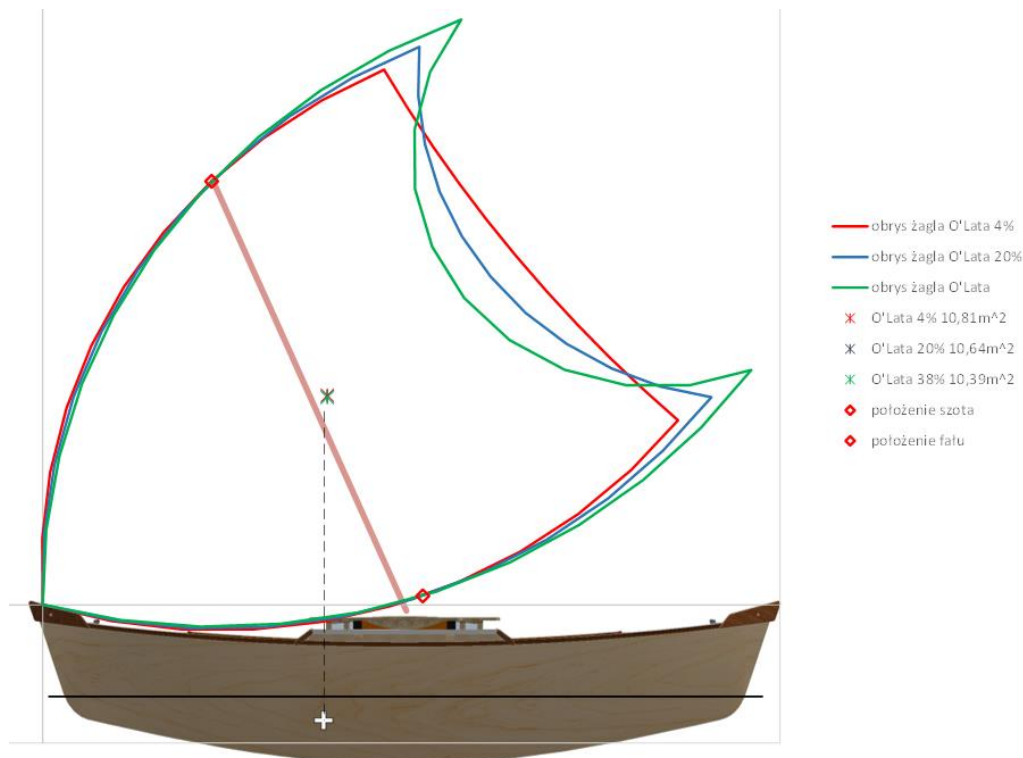 obrys żagla O'Lata 4%
obrys żagla O'Lata 20%
obrys żagla O'Lata
O'Lata 4% 10,81m^2
O'Lata 20% 10,64m^2
O'Lata 38% 10,39m^2
położenie szota
położenie fału